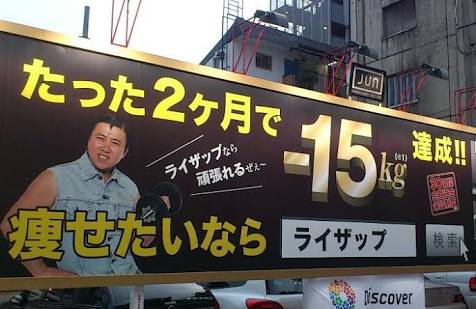 JUN
たった2ヶ月で
-15kg
達成!!
ライザップなら
頑張れるぜぇ〜
痩せたいなら
ライザップ
検索
Discover